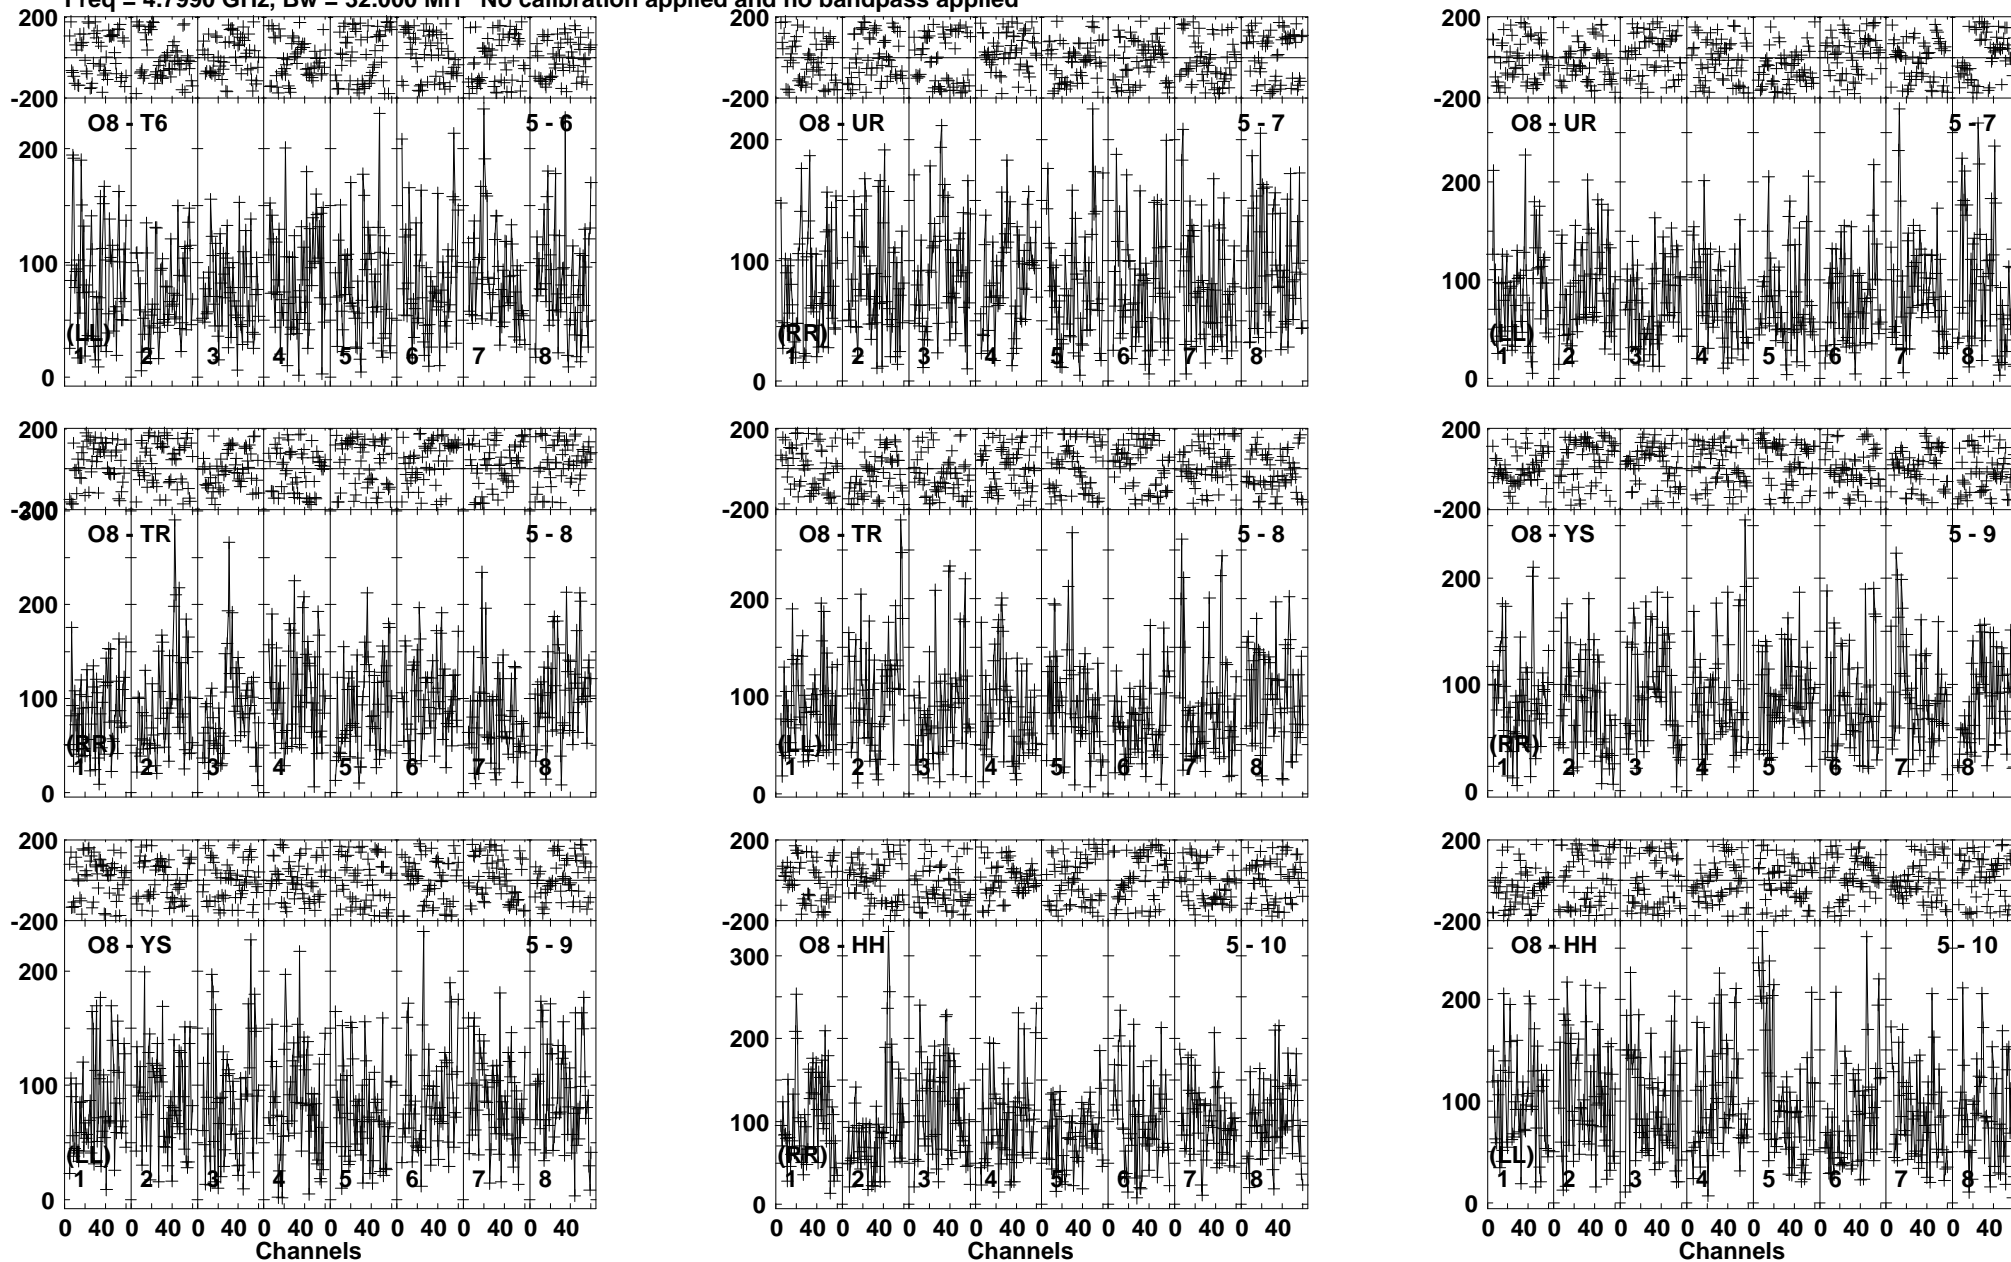 Freq = 4.7990 GHz, Bw = 32.000 MH No calibration applied and no bandpass applied
200 200 200
-200 -200 -200
O8 - T6 5 - 6 O8 - UR 5 - 7 O8 - UR 5 - 7
200 200 200
100 100 100
(LL) (RR) (LL)
1 2 3 4 5 6 7 8 1 2 3 4 5 6 7 8 1 2 3 4 5 6 7 8
0 0 0
200 200 200
-200 -200 -200
300
O8 - TR 5 - 8 O8 - TR 5 - 8 O8 - YS 5 - 9
200 200 200
100 100 100
(RR) (LL) (RR)
1 2 3 4 5 6 7 8 1 2 3 4 5 6 7 8 1 2 3 4 5 6 7 8
0 0 0
200 200 200
-200 -200 -200
O8 - YS 5 - 9 O8 - HH 5 - 10 O8 - HH 5 - 10
200 300 200
100 200 100
100
(LL) (RR) (LL)
1 2 3 4 5 6 7 8 1 2 3 4 5 6 7 8 1 2 3 4 5 6 7 8
0 0 0
0 40 0 40 0 40 0 40 0 40 0 40 0 40 0 40 0 40 0 40 0 40 0 40 0 40 0 40 0 40 0 40 0 40 0 40 0 40 0 40 0 40 0 40 0 40 0 40
Channels Channels Channels